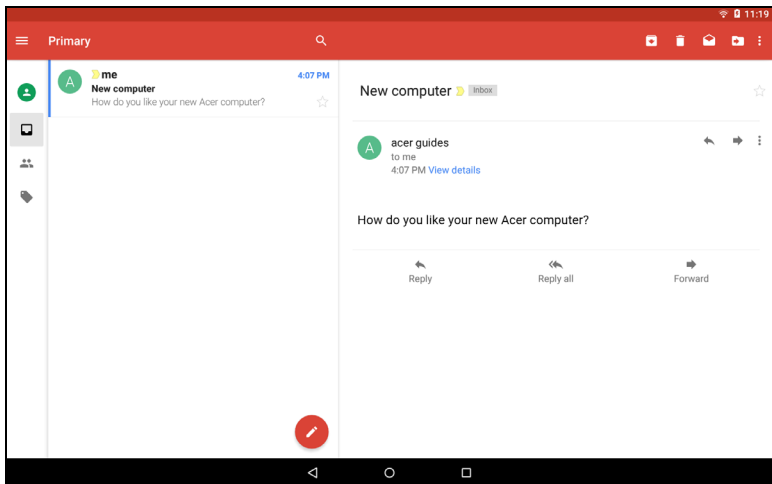 11:19
Primary
A
me
4:07 PM
New computer
How do you like your new Acer computer?
New computer Inbox
A
acer guides
to me
4:07 PM View details
How do you like your new Acer computer?
Reply
Reply all
Forward